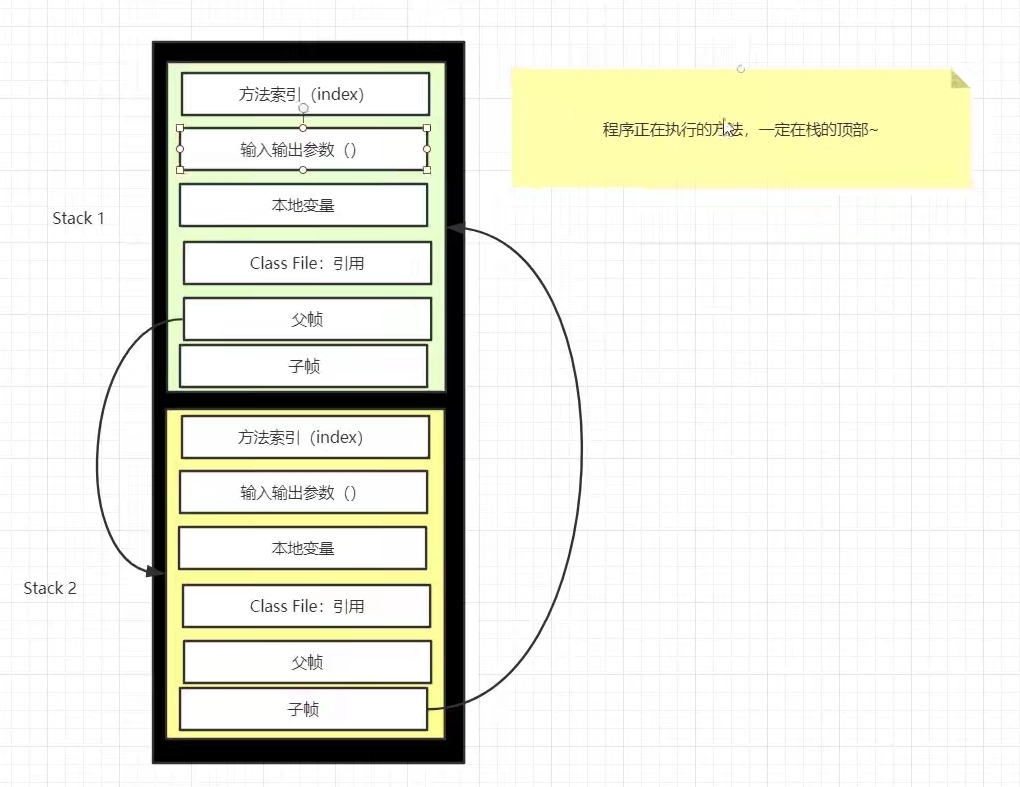 方法索引（index）
程序正在执行的方法，一定在栈的顶部~
输入输出参数（）
本地变量
Stack 1
Class File：引用
父帧
子帧
方法索引（index）
输入输出参数（）
本地变量
Stack 2
Class File：引用
父帧
子帧